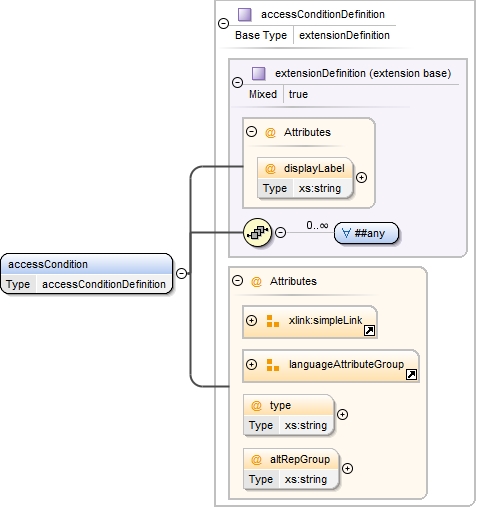 accessConditionDefinition
Base Type extensionDefinition
extensionDefinition (extension base)
Mixed true
@ Attributes
@ displayLabel
Type xs:string
0..∞
∀ ##any
accessCondition
Type accessConditionDefinition
@ Attributes
xlink:simpleLink
languageAttributeGroup
@ type
Type xs:string
@ altRepGroup
Type xs:string